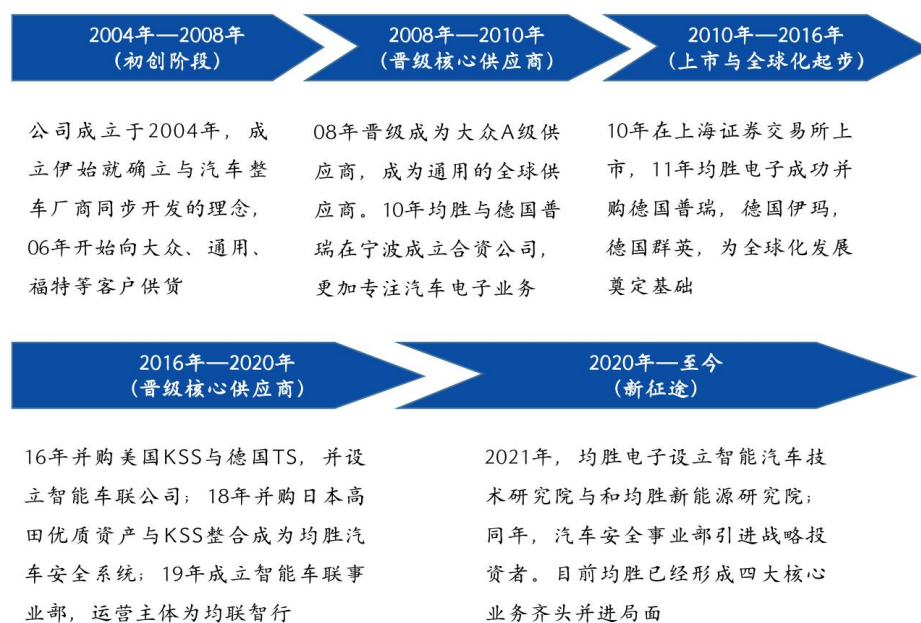 2004年—2008年
(初创阶段)
2008年—2010年
(晋级核心供应商)
2010年—2016年
(上市与全球化起步)
公司成立于2004年，成
立伊始就确立与汽车整
车厂商同步开发的理念，
06年开始向大众、通用、
福特等客户供货
08年晋级成为大众A级供
应商，成为通用的全球供
应商。10年均胜与德国普
瑞在宁波成立合资公司，
更加专注汽车电子业务
10年在上海证券交易所上
市，11年均胜电子成功并
购德国普瑞，德国伊玛，
德国群英，为全球化发展
奠定基础
2016年—2020年
(晋级核心供应商)
2020年—至今
(新征途)
16年并购美国KSS与德国TS，并设
立智能车联公司；18年并购日本高
田优质资产与KSS整合成为均胜汽
车安全系统；19年成立智能车联事
业部，运营主体为均联智行
2021年，均胜电子设立智能汽车技
术研究院与和均胜新能源研究院；
同年，汽车安全事业部引进战略投
资者。目前均胜已经形成四大核心
业务齐头并进局面